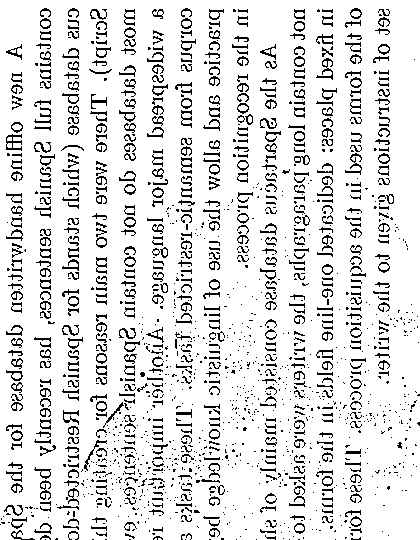 A new offline handwritten database for the Spa
contains full Spanish sentences, has recently been de
cus database (which stands for Spanish Restricted-do
Script). There were two main reasons for creating th
most databases do not contain Spanish sentences, eve
a widespread major language. Another important re
corpus from semantic-restricted tasks. These tasks a
practice and allow the use of linguistic knowledge be
in the recognition process.
As the Spartacus database consisted mainly of sh
not contain long paragraphs, the writers were asked to
in fixed places: dedicated one-line fields in the forms.
of the forms used in the acquisition process. These for
set of instructions given to the writer.